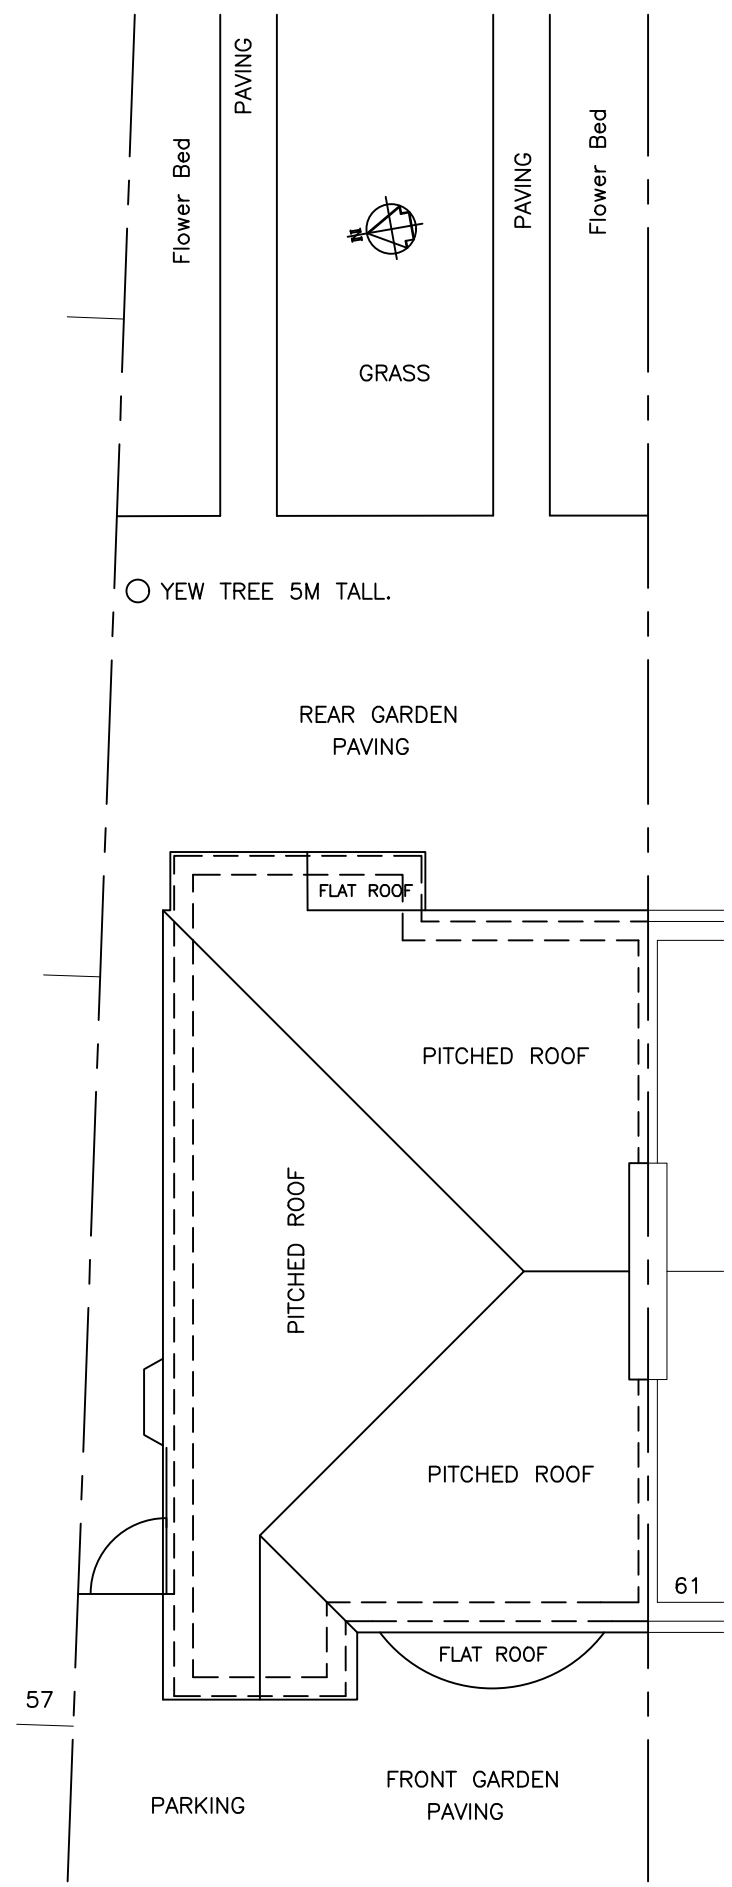 PAVING
Flower Bed
PAVING
Flower Bed
N
GRASS
YEW TREE 5M TALL.
REAR GARDEN
PAVING
FLAT ROOF
PITCHED ROOF
PITCHED ROOF
PITCHED ROOF
61
FLAT ROOF
57
FRONT GARDEN
PAVING
PARKING